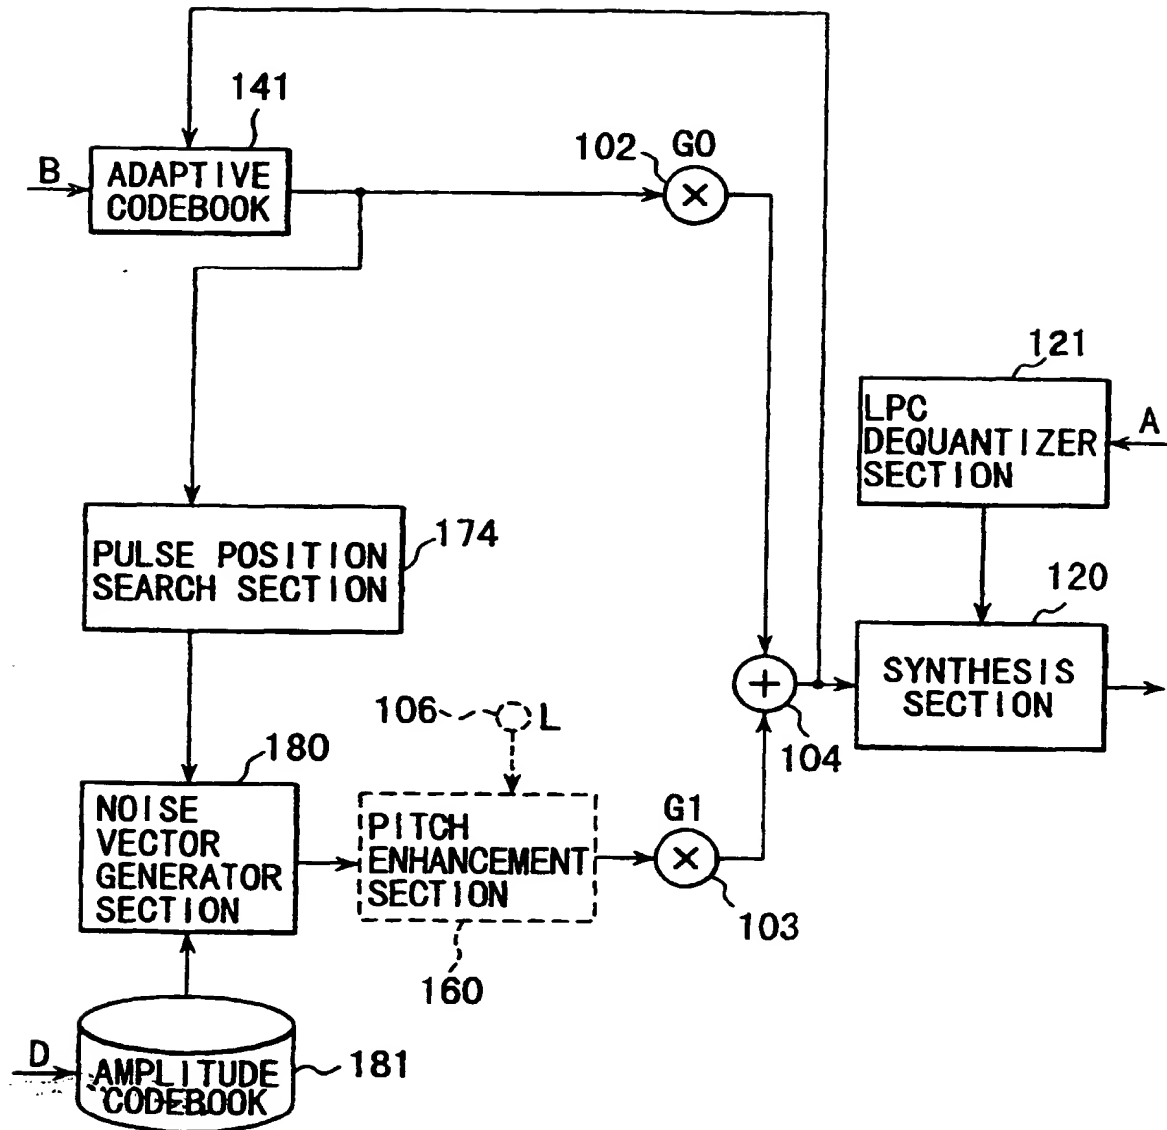 141
B
ADAPTIVE
CODEBOOK
102
G0
×
121
LPC
DEQUANTIZER
SECTION
A
PULSE POSITION
SEARCH SECTION
174
120
SYNTHESIS
SECTION
+
104
106
L
180
NOISE
VECTOR
GENERATOR
SECTION
PITCH
ENHANCEMENT
SECTION
G1
×
103
160
D
AMPLITUDE
CODEBOOK
181